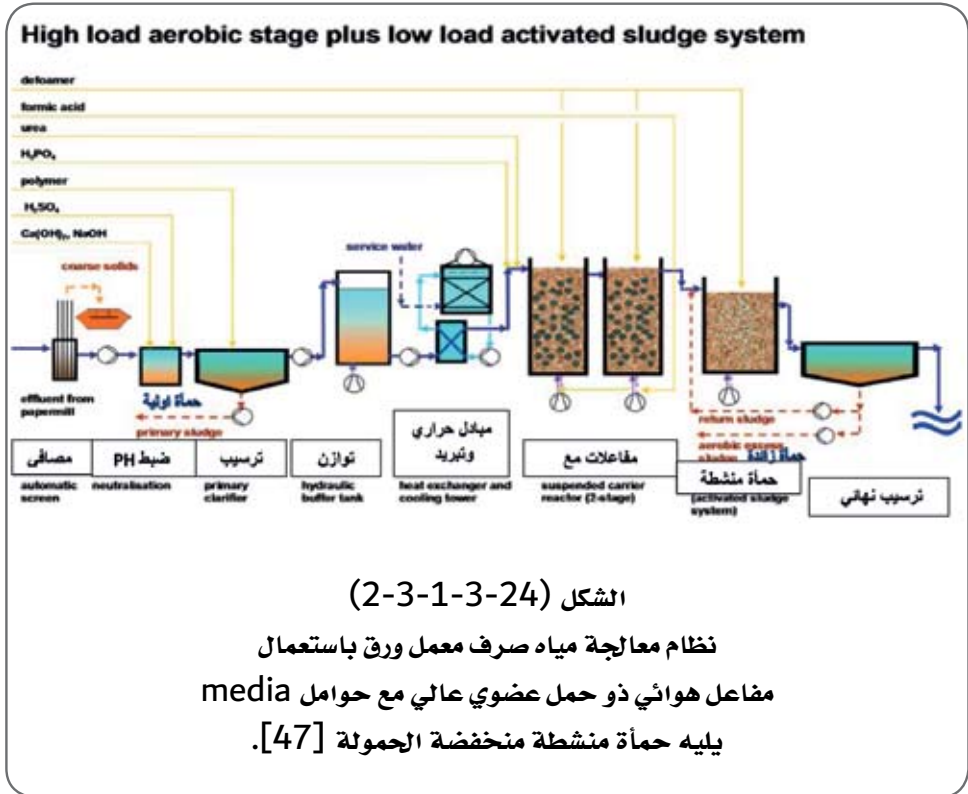 High load aerobic stage plus low load activated sludge system
defoamer
formic acid
urea
H₃PO₄
polymer
H₂SO₄
Ca(OH)₂, NaOH
coarse solids
service water
effluent from
papermill
حمأة اولية
primary sludge
return sludge
aerobic excess
sludge
حمأة زائدة
مصافي
automatic
screen
ضبط PH
neutralisation
ترسيب
primary
clarifier
توازن
hydraulic
buffer tank
مبادل حراري
وتبريد
heat exchanger and
cooling tower
مفاعلات مع
suspended carrier
reactor (2-stage)
حمأة منشطة
(activated sludge
system)
ترسيب نهائي
الشكل (24-3-1-3-2)
نظام معالجة مياه صرف معمل ورق باستعمال
مفاعل هوائي ذو حمل عضوي عالي مع حوامل media
يليه حمأة منشطة منخفضة الحمولة [47].